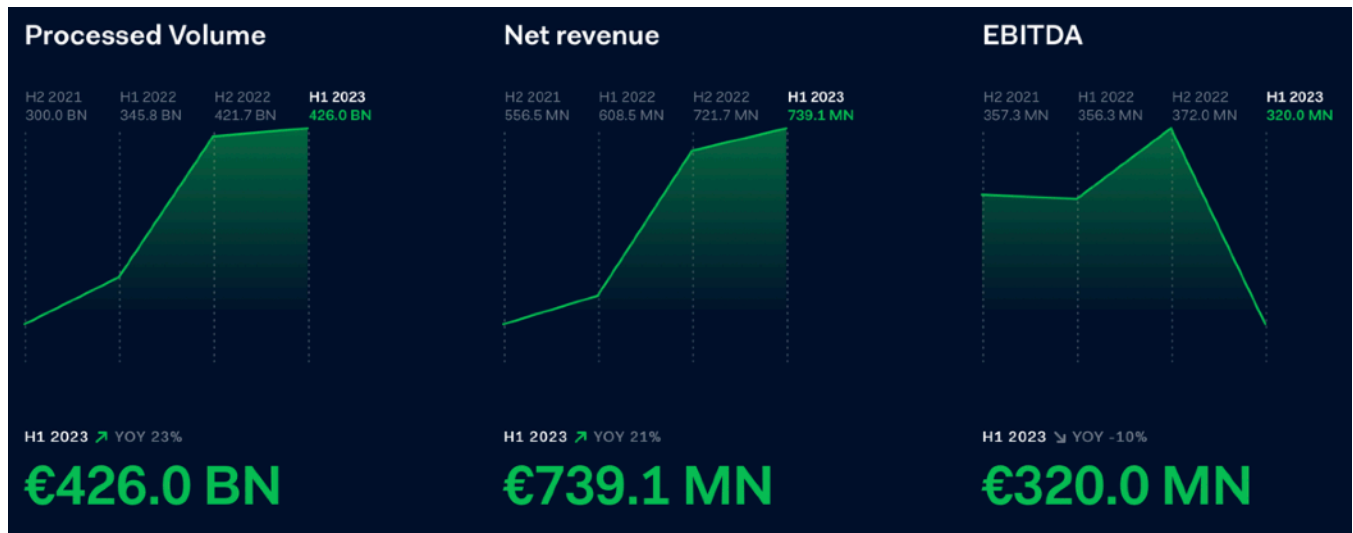 Processed Volume
H2 2021 H1 2022 H2 2022 H1 2023
300.0 BN 345.8 BN 421.7 BN 426.0 BN
H1 2023 YOY 23%
€426.0 BN
Net revenue
H2 2021 H1 2022 H2 2022 H1 2023
556.5 MN 608.5 MN 721.7 MN 739.1 MN
H1 2023 YOY 21%
€739.1 MN
EBITDA
H2 2021 H1 2022 H2 2022 H1 2023
357.3 MN 356.3 MN 372.0 MN 320.0 MN
H1 2023 YOY -10%
€320.0 MN